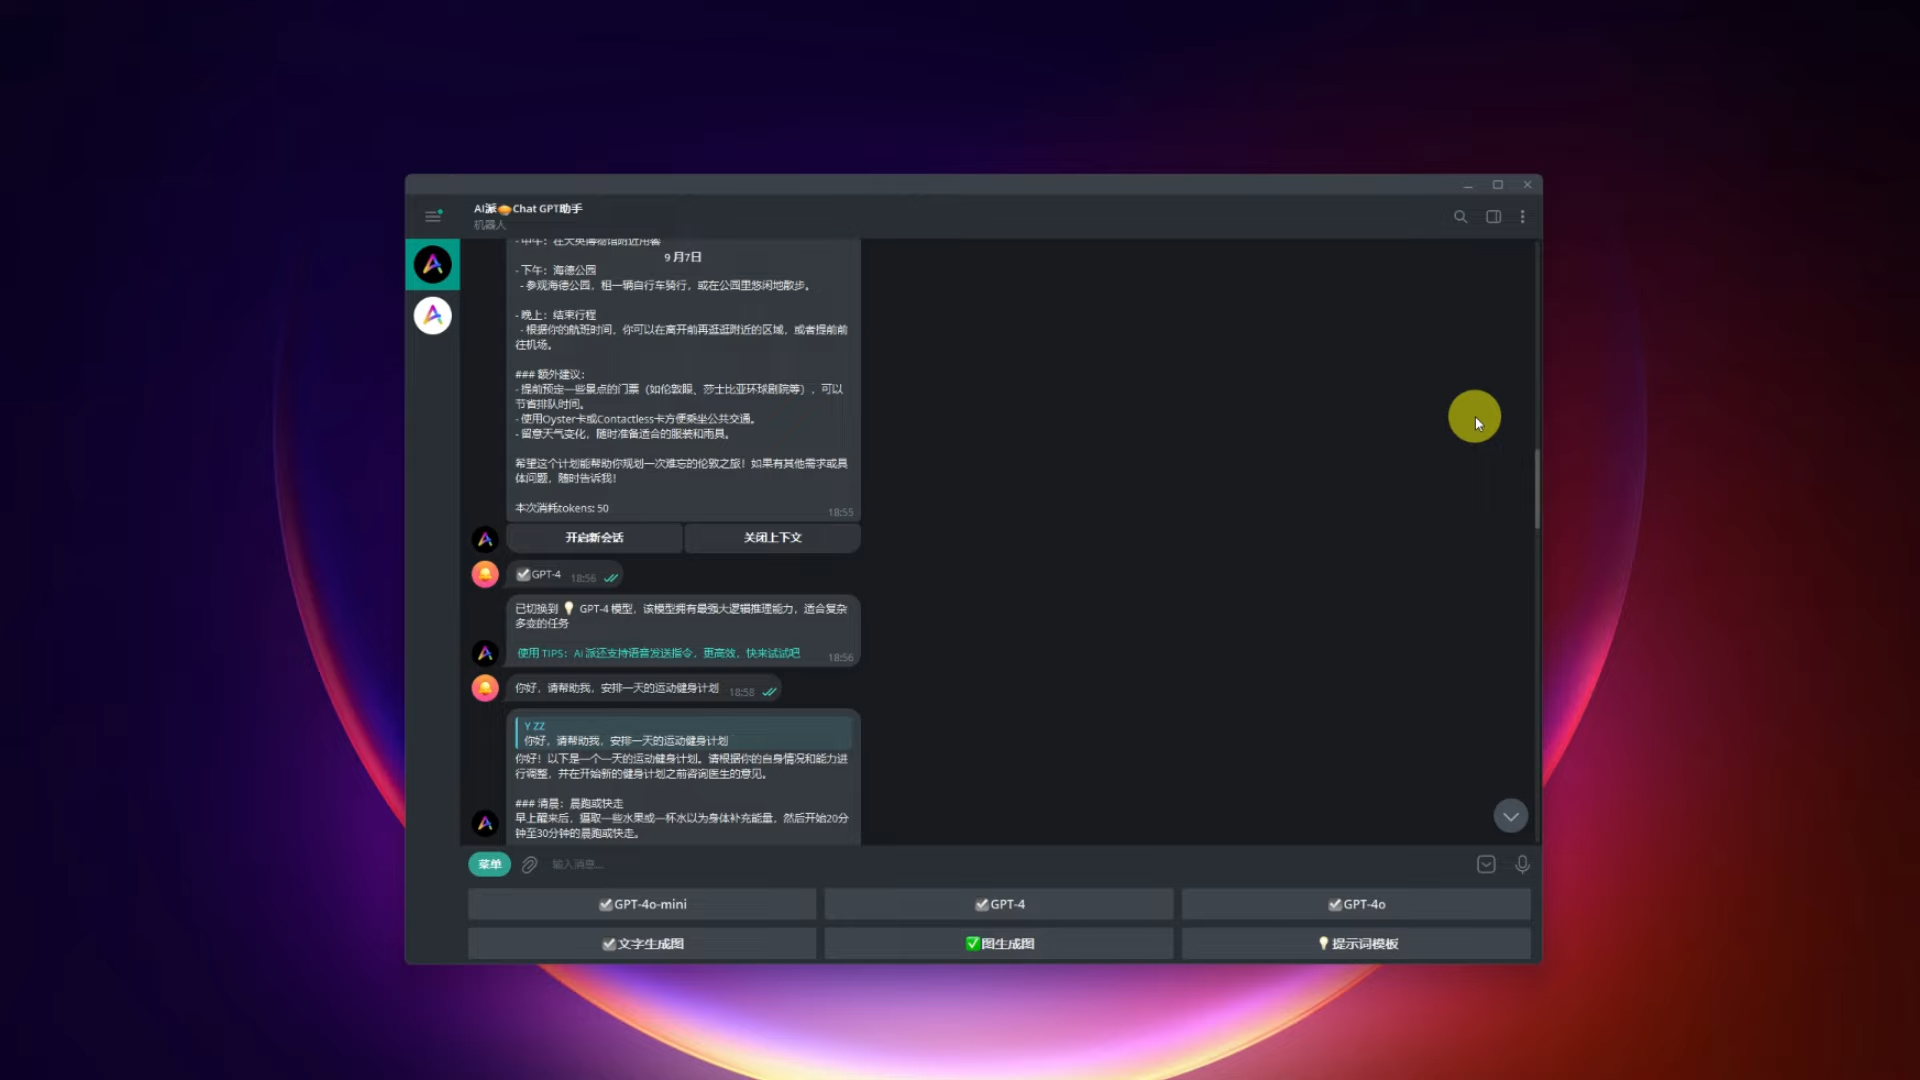 AI派🥧Chat GPT助手
机器人
- 中午：在大英博物馆附近用餐
9月7日
- 下午：海德公园
- 参观海德公园，租一辆自行车骑行，或在公园里悠闲地散步。
- 晚上：结束行程
- 根据你的航班时间，你可以在离开前再逛逛附近的区域，或者提前前
往机场。
### 额外建议：
- 提前预定一些景点的门票（如伦敦眼、莎士比亚环球剧院等），可以
节省排队时间。
- 使用Oyster卡或Contactless卡方便乘坐公共交通。
- 留意天气变化，随时准备适合的服装和雨具。
希望这个计划能帮助你规划一次难忘的伦敦之旅！如果有其他需求或具
体问题，随时告诉我！
本次消耗tokens: 50
18:55
开启新会话
关闭上下文
☑GPT-4 18:56
已切换到 💡 GPT-4 模型，该模型拥有最强大逻辑推理能力，适合复杂
多变的任务
使用 TIPS：AI 派还支持语音发送指令，更高效，快来试试吧 18:56
你好，请帮助我，安排一天的运动健身计划 18:58
Y ZZ
你好，请帮助我，安排一天的运动健身计划
你好！以下是一个一天的运动健身计划。请根据你的自身情况和能力进
行调整，并在开始新的健身计划之前咨询医生的意见。
### 清晨：晨跑或快走
早上醒来后，摄取一些水果或一杯水以为身体补充能量，然后开始20分
钟至30分钟的晨跑或快走。
菜单
输入消息...
☑GPT-4o-mini
☑GPT-4
☑GPT-4o
☑文字生成图
✅图生成图
💡提示词模板